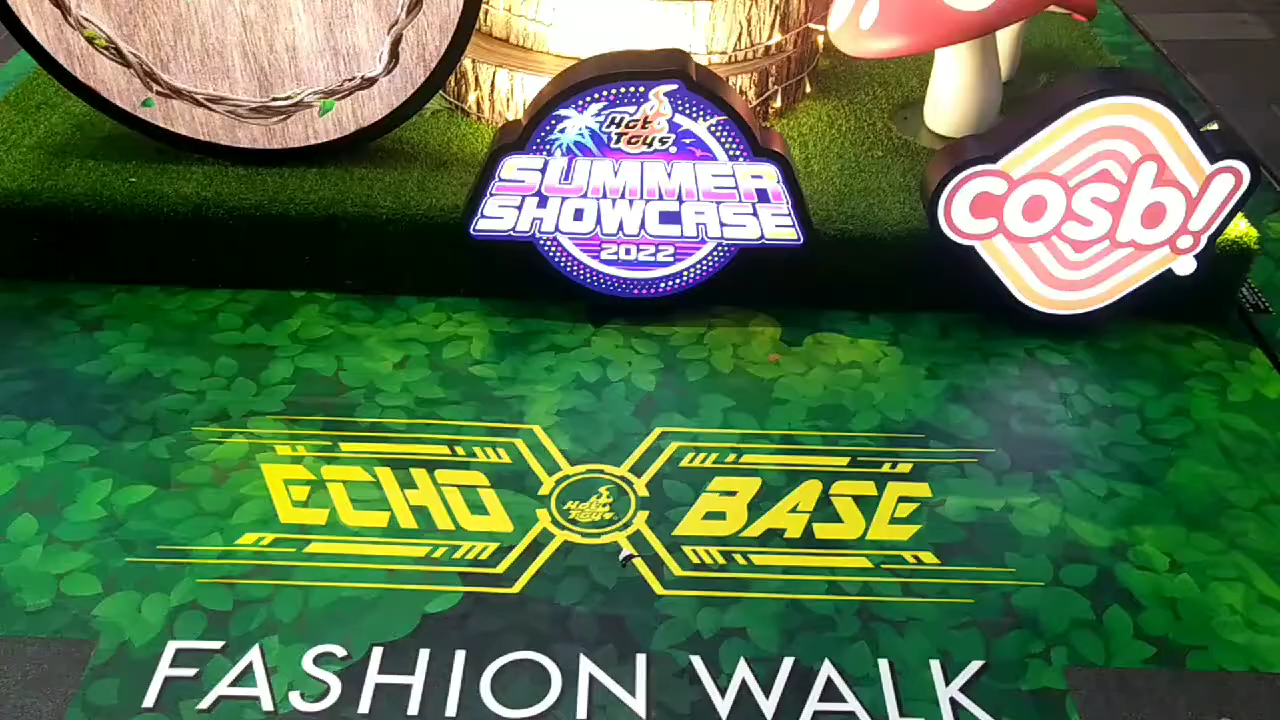 Hot
Toys®
SUMMER
SHOWCASE
2022
cosb!
ECHO BASE
Hot
Toys
FASHION WALK